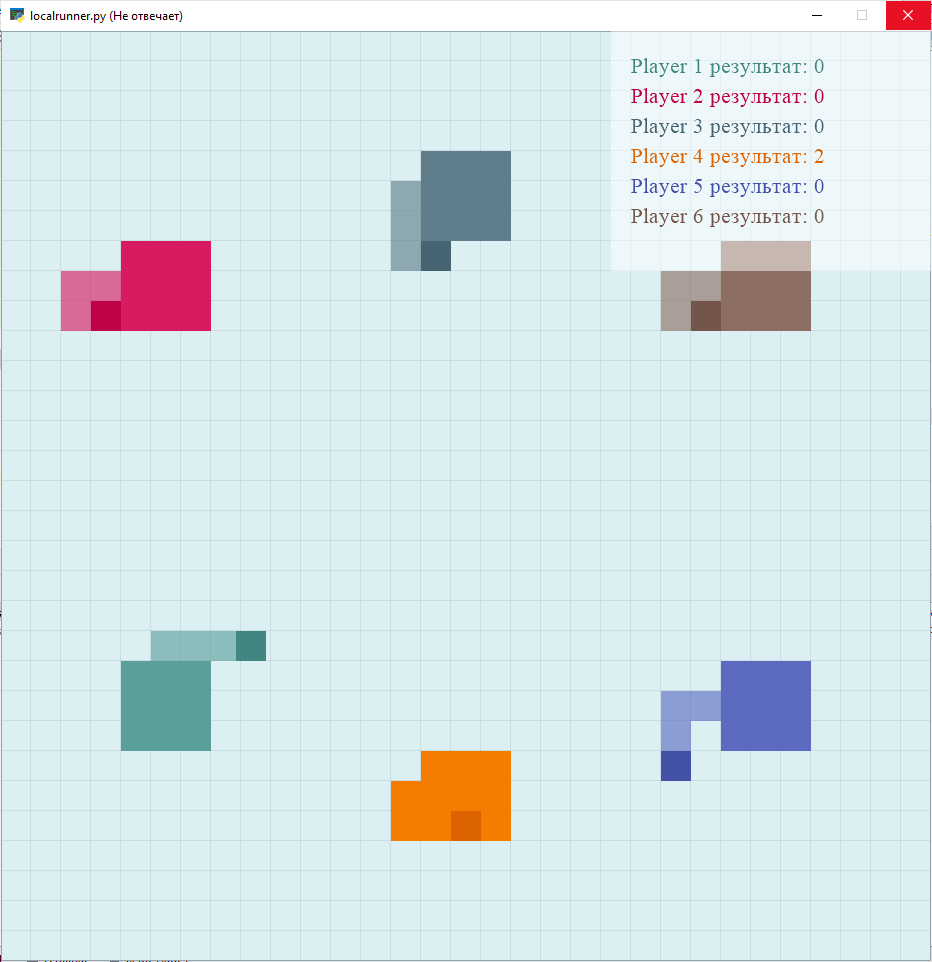 localrunner.py (Не отвечает)
Player 1 результат: 0
Player 2 результат: 0
Player 3 результат: 0
Player 4 результат: 2
Player 5 результат: 0
Player 6 результат: 0